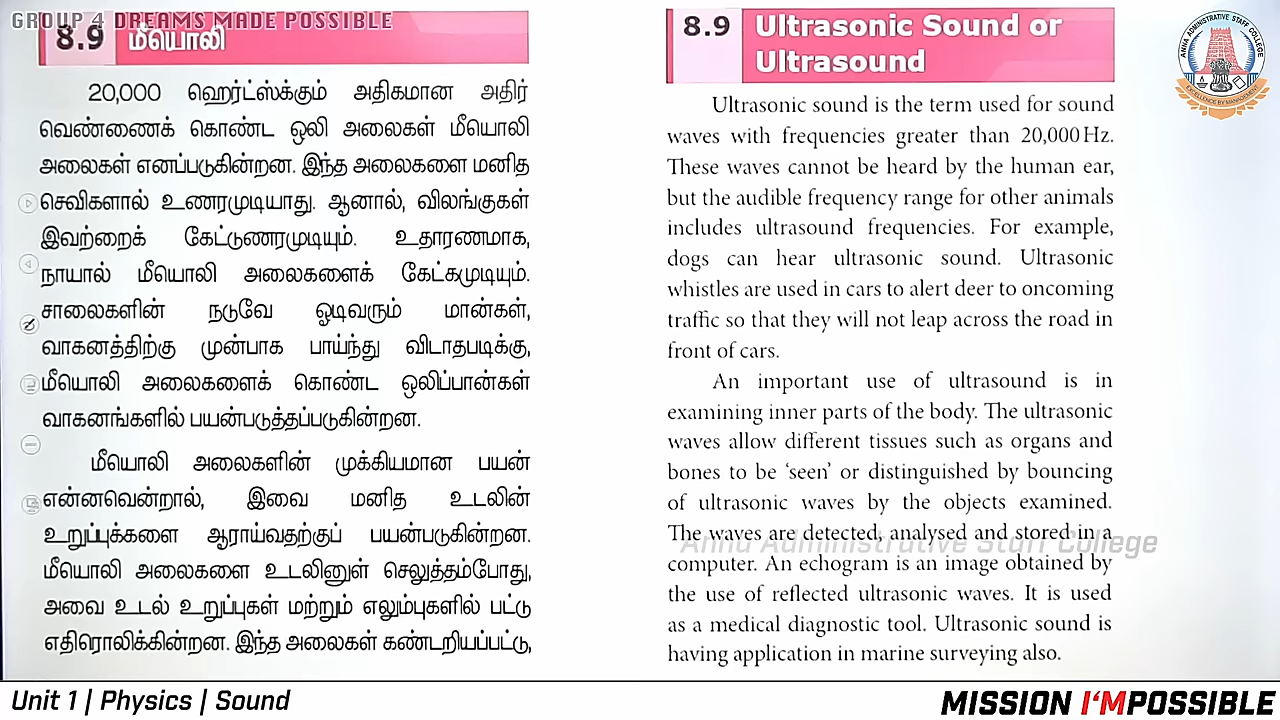 GROUP 4 DREAMS MADE POSSIBLE
8.9 மீயொலி
20,000 ஹெர்ட்ஸ்க்கும் அதிகமான அதிர்
வெண்ணைக் கொண்ட ஒலி அலைகள் மீயொலி
அலைகள் எனப்படுகின்றன. இந்த அலைகளை மனித
செவிகளால் உணரமுடியாது. ஆனால், விலங்குகள்
இவற்றைக் கேட்டுணரமுடியும். உதாரணமாக,
நாயால் மீயொலி அலைகளைக் கேட்கமுடியும்.
சாலைகளின் நடுவே ஓடிவரும் மான்கள்,
வாகனத்திற்கு முன்பாக பாய்ந்து விடாதபடிக்கு,
மீயொலி அலைகளைக் கொண்ட ஒலிப்பான்கள்
வாகனங்களில் பயன்படுத்தப்படுகின்றன.
மீயொலி அலைகளின் முக்கியமான பயன்
என்னவென்றால், இவை மனித உடலின்
உறுப்புக்களை ஆராய்வதற்குப் பயன்படுகின்றன.
மீயொலி அலைகளை உடலினுள் செலுத்தம்போது,
அவை உடல் உறுப்புகள் மற்றும் எலும்புகளில் பட்டு
எதிரொலிக்கின்றன. இந்த அலைகள் கண்டறியப்பட்டு,
8.9 Ultrasonic Sound or
Ultrasound
Ultrasonic sound is the term used for sound
waves with frequencies greater than 20,000 Hz.
These waves cannot be heard by the human ear,
but the audible frequency range for other animals
includes ultrasound frequencies. For example,
dogs can hear ultrasonic sound. Ultrasonic
whistles are used in cars to alert deer to oncoming
traffic so that they will not leap across the road in
front of cars.
An important use of ultrasound is in
examining inner parts of the body. The ultrasonic
waves allow different tissues such as organs and
bones to be ‘seen’ or distinguished by bouncing
of ultrasonic waves by the objects examined.
The waves are detected, analysed and stored in a
computer. An echogram is an image obtained by
the use of reflected ultrasonic waves. It is used
as a medical diagnostic tool. Ultrasonic sound is
having application in marine surveying also.
Anna Administrative Staff College
ANNA ADMINISTRATIVE STAFF COLLEGE
EXCELLENCE BY MANAGEMENT
Unit 1 | Physics | Sound
MISSION I'MPOSSIBLE